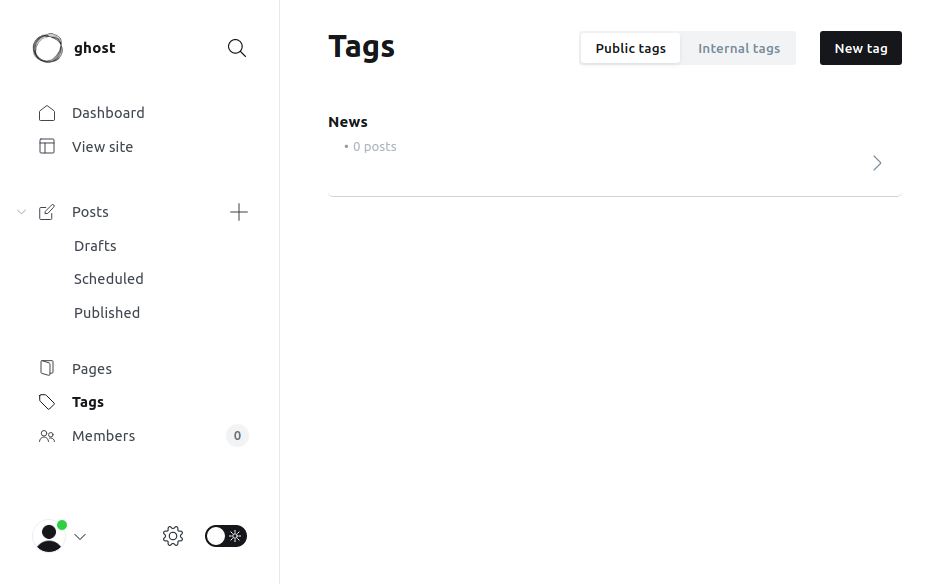 ghost
Dashboard
View site
Posts
Drafts
Scheduled
Published
Pages
Tags
Members 0
Tags
Public tags Internal tags New tag
News
• 0 posts